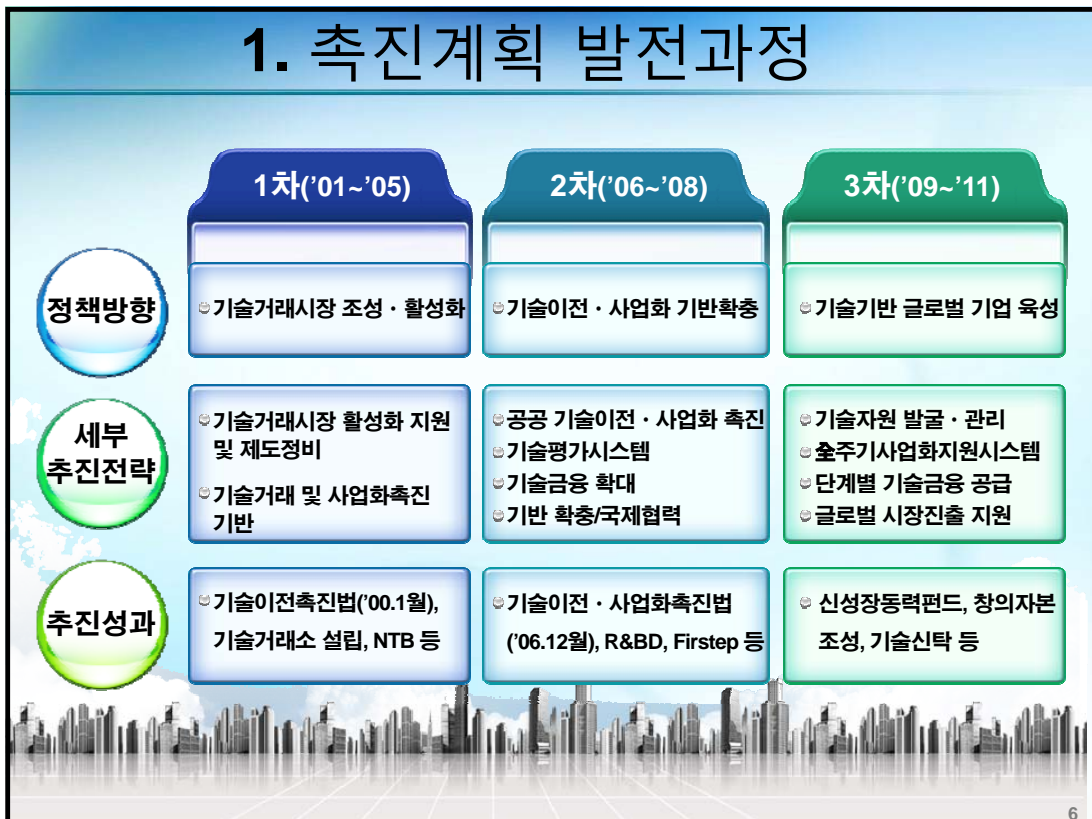 1. 촉진계획 발전과정
1차('01~'05)
2차('06~'08)
3차('09~'11)
정책방향
기술거래시장 조성 · 활성화
기술이전 · 사업화 기반확충
기술기반 글로벌 기업 육성
세부
추진전략
기술거래시장 활성화 지원
및 제도정비
기술거래 및 사업화촉진
기반
공공 기술이전 · 사업화 촉진
기술평가시스템
기술금융 확대
기반 확충/국제협력
기술자원 발굴 · 관리
全주기사업화지원시스템
단계별 기술금융 공급
글로벌 시장진출 지원
추진성과
기술이전촉진법('00.1월),
기술거래소 설립, NTB 등
기술이전 · 사업화촉진법
('06.12월), R&BD, Firstep 등
신성장동력펀드, 창의자본
조성, 기술신탁 등
6